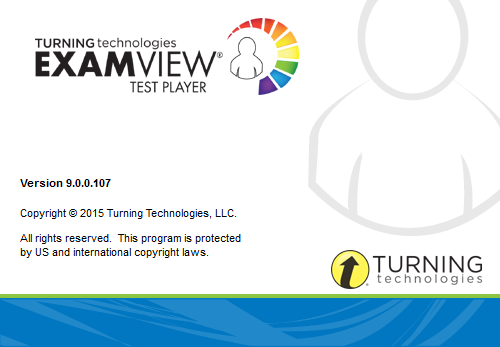 TURNING technologies
EXAMVIEW®
TEST PLAYER
Version 9.0.0.107
Copyright © 2015 Turning Technologies, LLC.
All rights reserved.  This program is protected
by US and international copyright laws.
TURNING
technologies